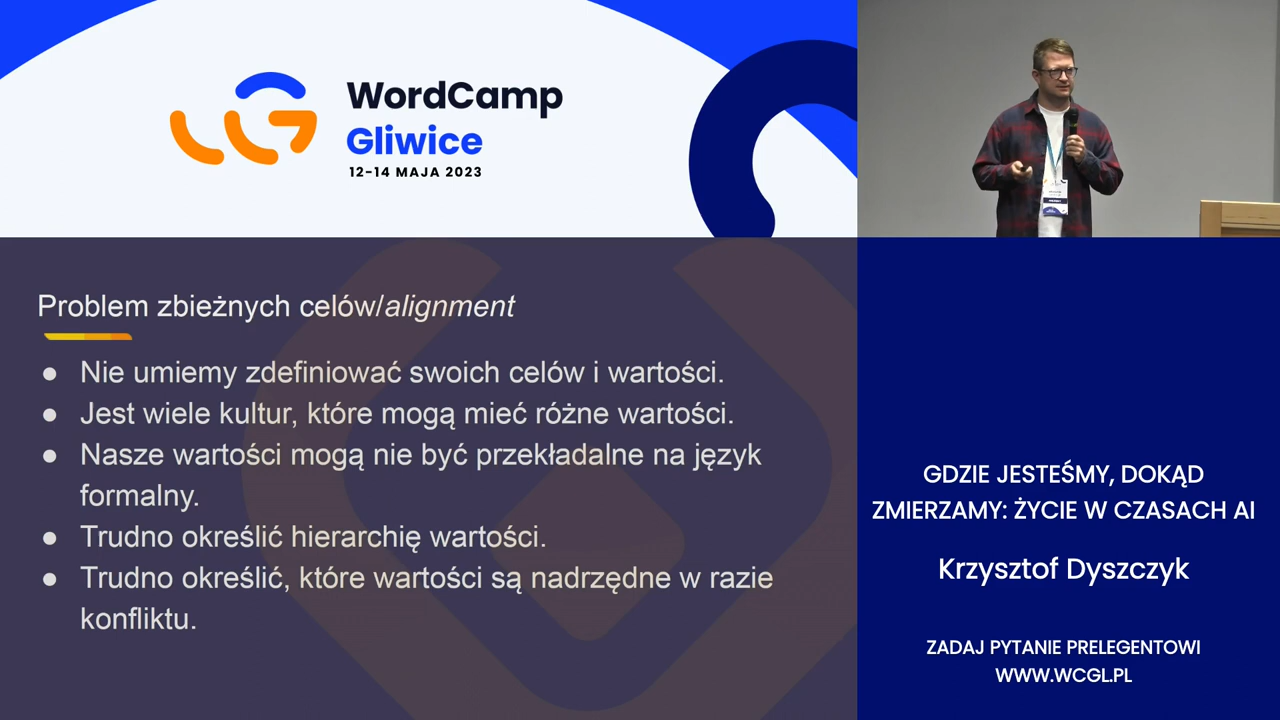 WordCamp
Gliwice
12-14 MAJA 2023
Problem zbieżnych celów/alignment
● Nie umiemy zdefiniować swoich celów i wartości.
● Jest wiele kultur, które mogą mieć różne wartości.
● Nasze wartości mogą nie być przekładalne na język
formalny.
● Trudno określić hierarchię wartości.
● Trudno określić, które wartości są nadrzędne w razie
konfliktu.
GDZIE JESTEŚMY, DOKĄD
ZMIERZAMY: ŻYCIE W CZASACH AI
Krzysztof Dyszczyk
ZADAJ PYTANIE PRELEGENTOWI
WWW.WCGL.PL